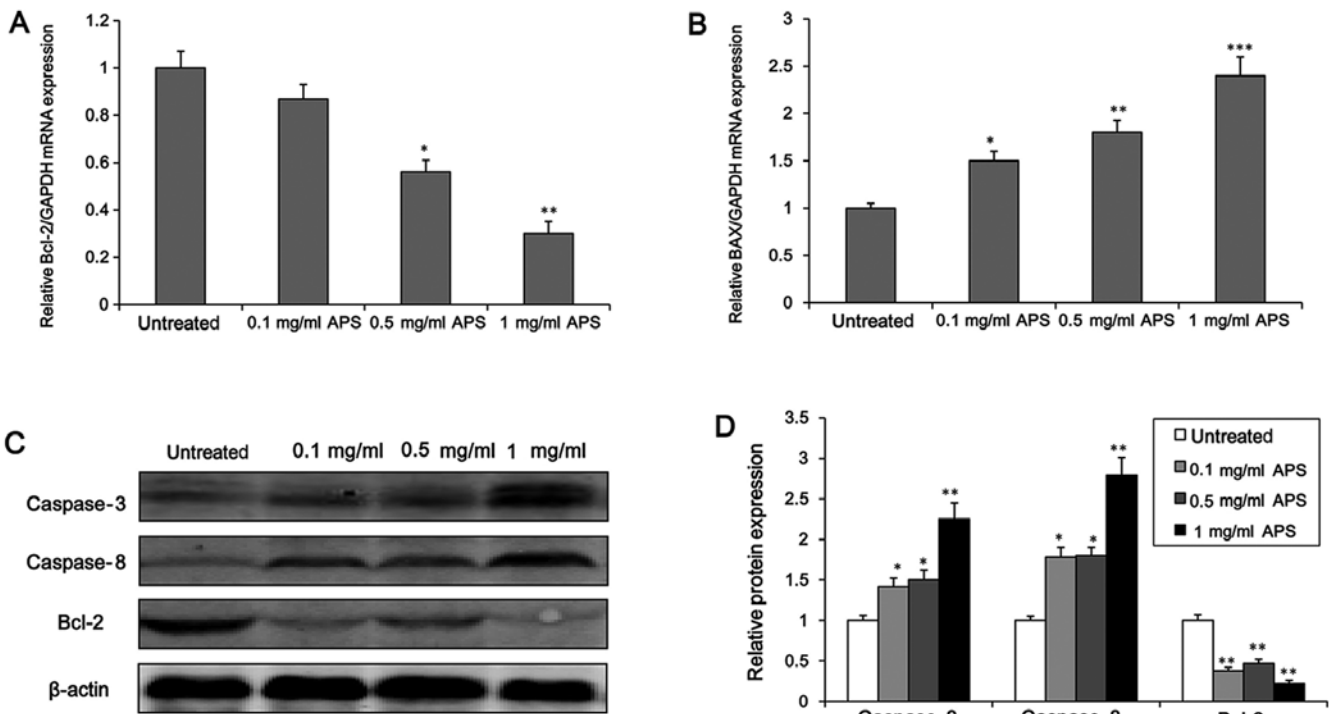 A
Relative Bcl-2/GAPDH mRNA expression
1.2
1
0.8
0.6
0.4
0.2
0
*
**
Untreated
0.1 mg/ml APS
0.5 mg/ml APS
1 mg/ml APS
B
Relative BAX/GAPDH mRNA expression
3
2.5
2
1.5
1
0.5
0
*
**
***
Untreated
0.1 mg/ml APS
0.5 mg/ml APS
1 mg/ml APS
C
Untreated 0.1 mg/ml 0.5 mg/ml 1 mg/ml
Caspase-3
Caspase-8
Bcl-2
β-actin
D
Relative protein expression
3.5
3
2.5
2
1.5
1
0.5
0
* * **
* * **
** ** **
Untreated
0.1 mg/ml APS
0.5 mg/ml APS
1 mg/ml APS